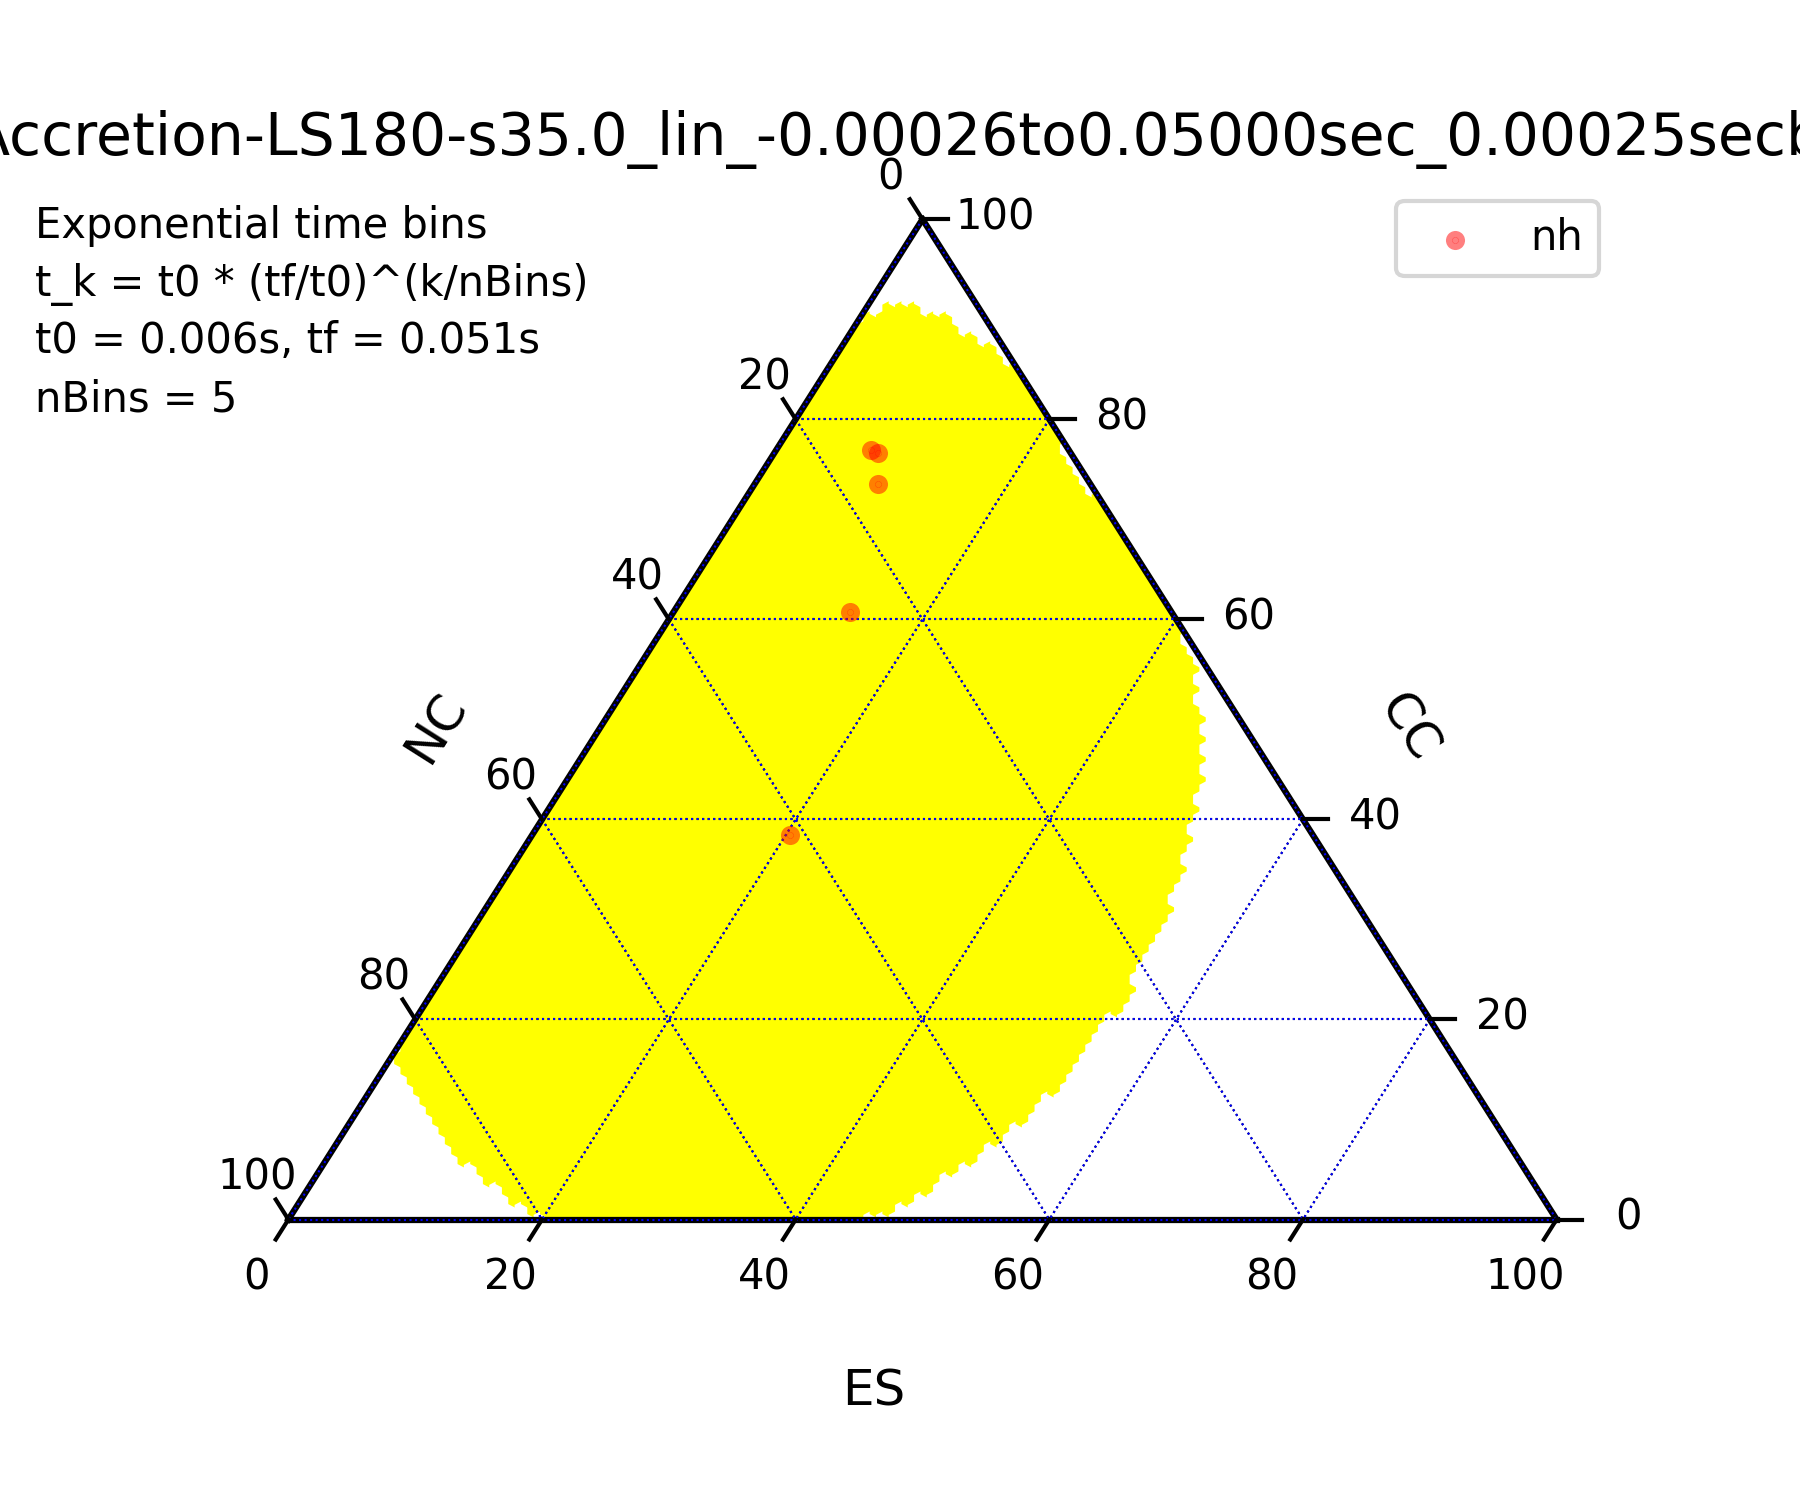 Accretion-LS180-s35.0_lin_-0.00026to0.05000sec_0.00025sec
Exponential time bins
t_k = t0 * (tf/t0)^(k/nBins)
t0 = 0.006s, tf = 0.051s
nBins = 5
nh
0
20
40
60
80
100
NC
100
80
60
40
20
0
CC
0
20
40
60
80
100
ES